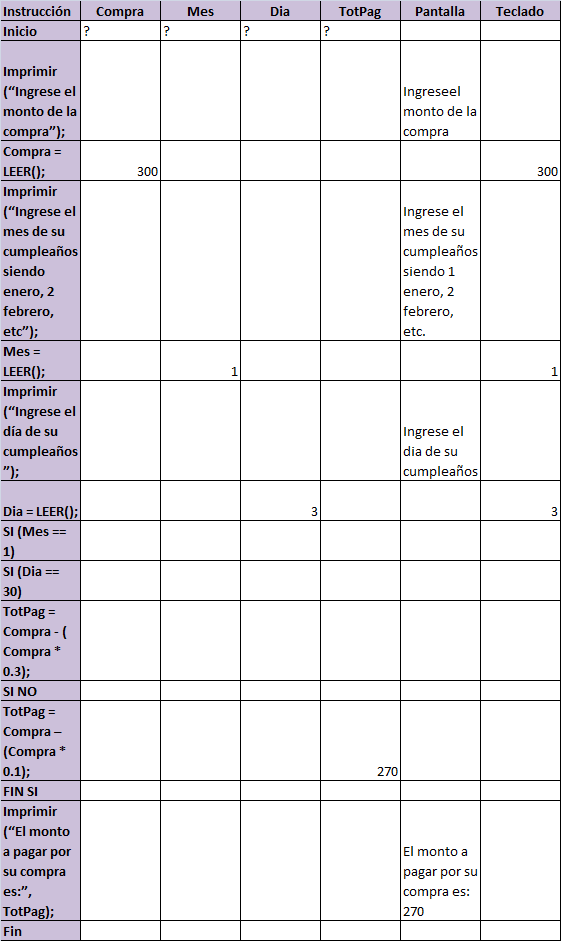 Instrucción Compra Mes Dia TotPag Pantalla Teclado
Inicio ? ? ? ?
Imprimir
(“Ingrese el
monto de la
compra”);
Ingreseel
monto de la
compra
Compra =
LEER(); 300 300
Imprimir
(“Ingrese el
mes de su
cumpleaños
siendo
enero, 2
febrero,
etc”);
Ingrese el
mes de su
cumpleaños
siendo 1
enero, 2
febrero,
etc.
Mes =
LEER(); 1 1
Imprimir
(“Ingrese el
día de su
cumpleaños
”);
Ingrese el
dia de su
cumpleaños
Dia = LEER(); 3 3
SI (Mes ==
1)
SI (Dia ==
30)
TotPag =
Compra - (
Compra *
0.3);
SI NO
TotPag =
Compra –
(Compra *
0.1); 270
FIN SI
Imprimir
(“El monto
a pagar por
su compra
es:”,
TotPag);
El monto a
pagar por su
compra es:
270
Fin